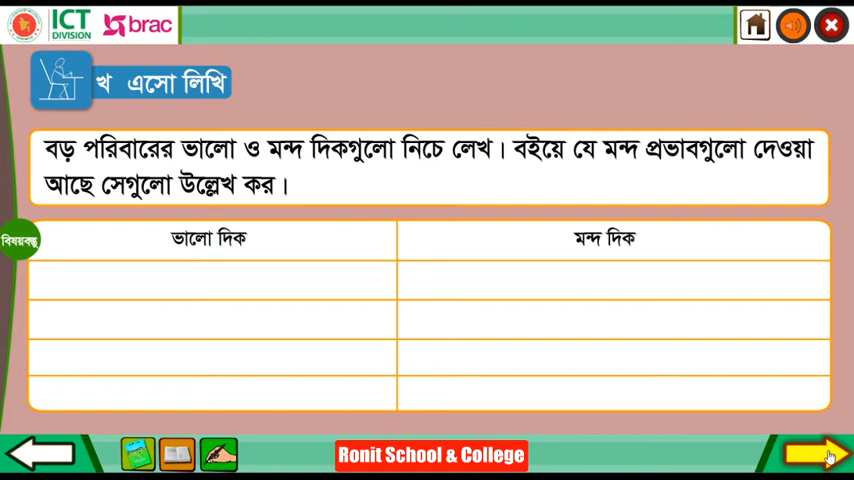 ICT
DIVISION
brac
খ এসো লিখি
বড় পরিবারের ভালো ও মন্দ দিকগুলো নিচে লেখ। বইয়ে যে মন্দ প্রভাবগুলো দেওয়া
আছে সেগুলো উল্লেখ কর।
বিষয়বস্তু
ভালো দিক
মন্দ দিক
Ronit School & College